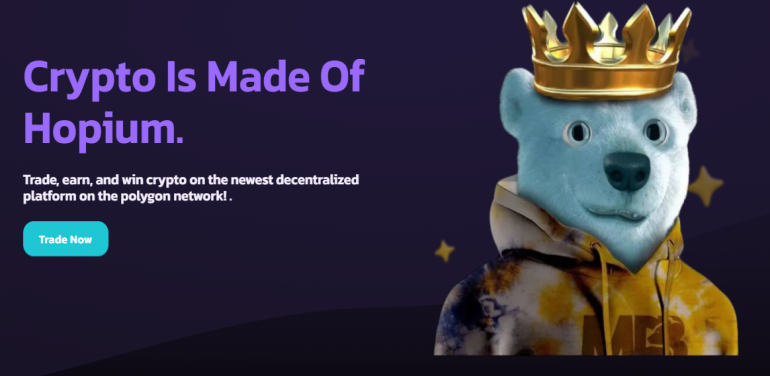 Crypto Is Made Of
Hopium.
Trade, earn, and win crypto on the newest decentralized
platform on the polygon network! .
Trade Now